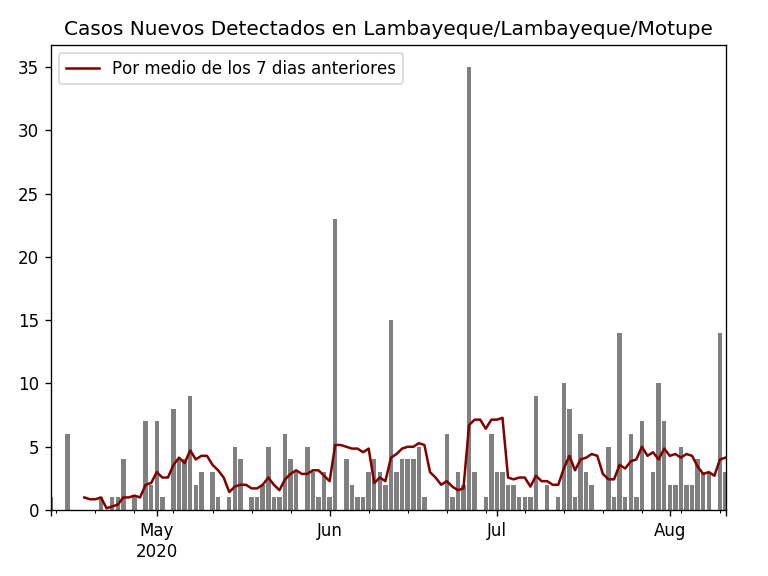 Casos Nuevos Detectados en Lambayeque/Lambayeque/Motupe
Por medio de los 7 dias anteriores
35
30
25
20
15
10
5
0
May
2020
Jun
Jul
Aug